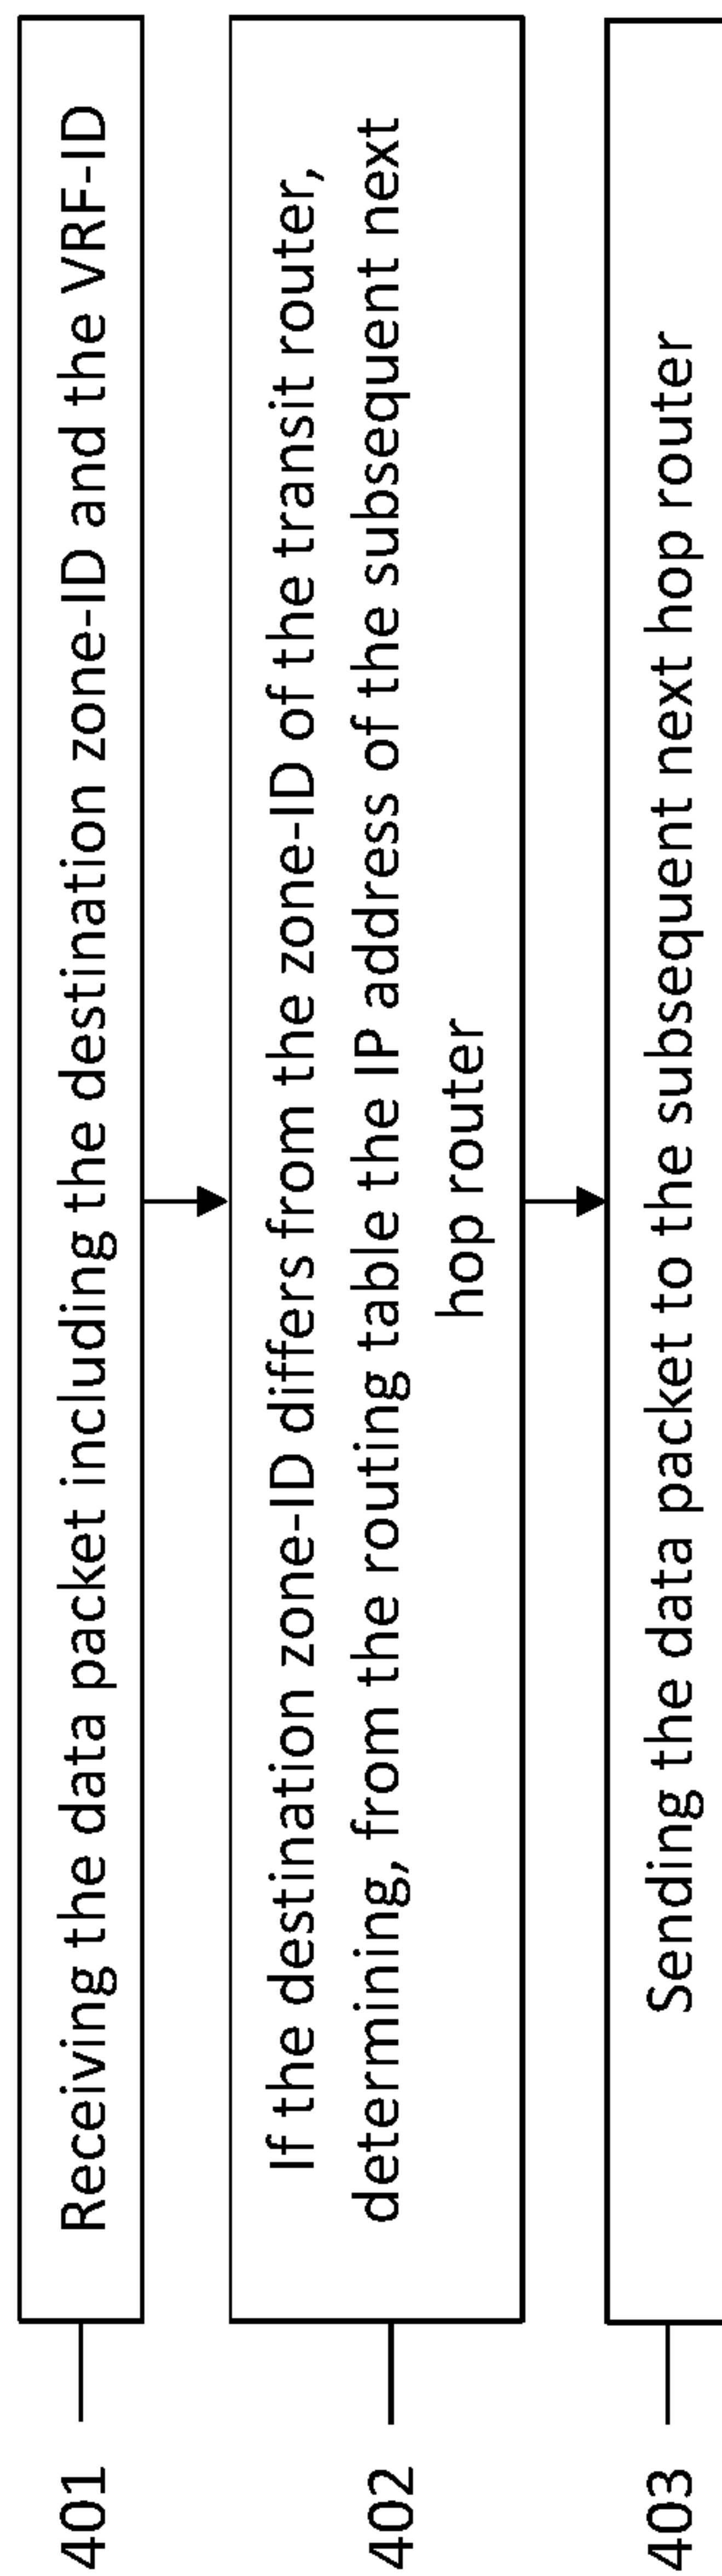 401
Receiving the data packet including the destination zone-ID and the VRF-ID
402
If the destination zone-ID differs from the zone-ID of the transit router,
determining, from the routing table the IP address of the subsequent next
hop router
403
Sending the data packet to the subsequent next hop router